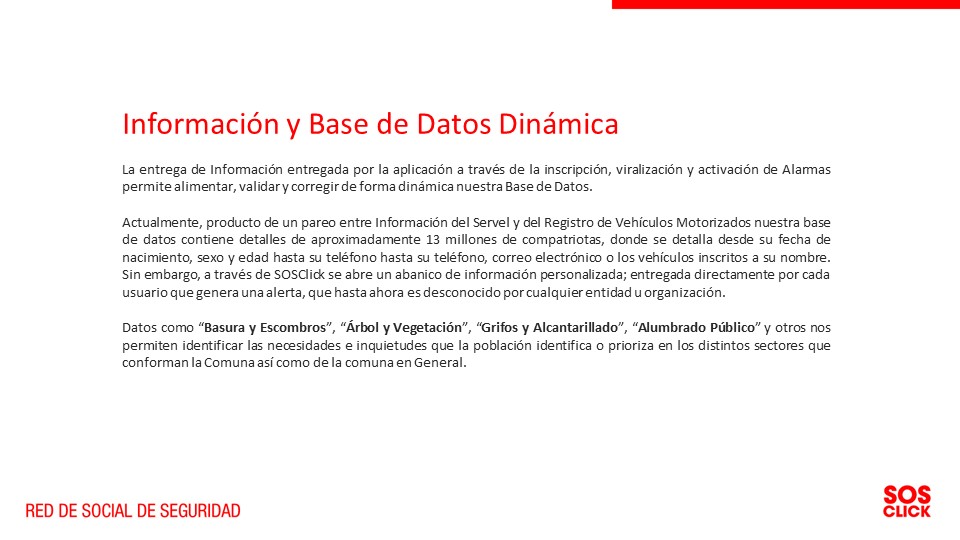 Información y Base de Datos Dinámica
La entrega de Información entregada por la aplicación a través de la inscripción, viralización y activación de Alarmas
permite alimentar, validar y corregir de forma dinámica nuestra Base de Datos.
Actualmente, producto de un pareo entre Información del Servel y del Registro de Vehículos Motorizados nuestra base
de datos contiene detalles de aproximadamente 13 millones de compatriotas, donde se detalla desde su fecha de
nacimiento, sexo y edad hasta su teléfono hasta su teléfono, correo electrónico o los vehículos inscritos a su nombre.
Sin embargo, a través de SOSClick se abre un abanico de información personalizada; entregada directamente por cada
usuario que genera una alerta, que hasta ahora es desconocido por cualquier entidad u organización.
Datos como “Basura y Escombros”, “Árbol y Vegetación”, “Grifos y Alcantarillado”, “Alumbrado Público” y otros nos
permiten identificar las necesidades e inquietudes que la población identifica o prioriza en los distintos sectores que
conforman la Comuna así como de la comuna en General.
RED DE SOCIAL DE SEGURIDAD
SOS
CLICK